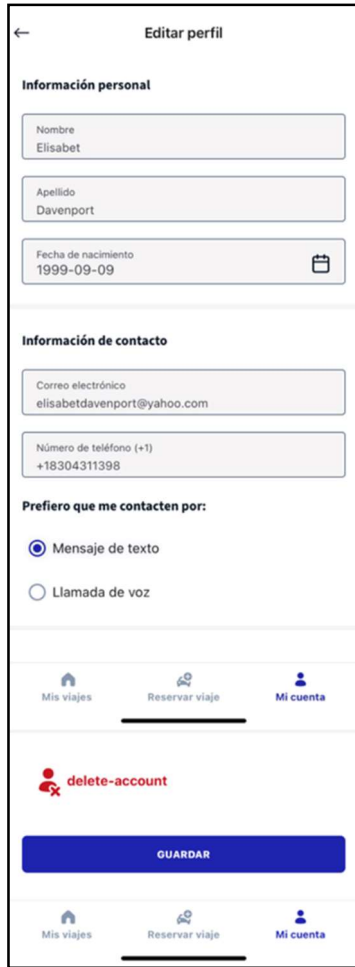 Editar perfil
Información personal
Nombre
Elisabet
Apellido
Davenport
Fecha de nacimiento
1999-09-09
Información de contacto
Correo electrónico
elisabetdavenport@yahoo.com
Número de teléfono (+1)
+18304311398
Prefiero que me contacten por:
Mensaje de texto
Llamada de voz
Mis viajes Reservar viaje Mi cuenta
delete-account
GUARDAR
Mis viajes Reservar viaje Mi cuenta